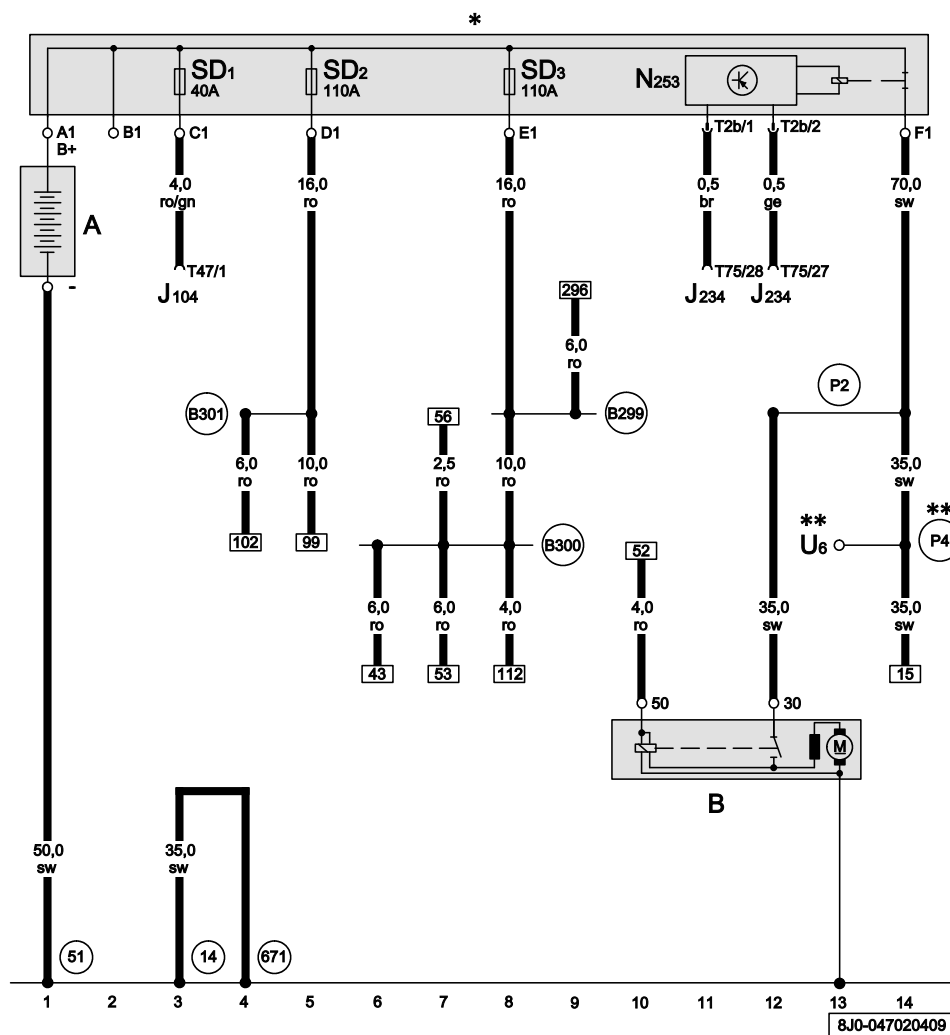 *
SD1
40A
SD2
110A
SD3
110A
N253
A1
B+
B1
C1
D1
E1
T2b/1
T2b/2
F1
4,0
ro/gn
16,0
ro
16,0
ro
0,5
br
0,5
ge
70,0
sw
A
-
T47/1
J104
T75/28
J234
T75/27
J234
296
6,0
ro
P2
B301
56
B299
6,0
ro
10,0
ro
2,5
ro
10,0
ro
35,0
sw
102
99
B300
52
**
U6
**
P4
6,0
ro
6,0
ro
4,0
ro
4,0
ro
35,0
sw
35,0
sw
43
53
112
15
50
30
M
B
50,0
sw
35,0
sw
51
14
671
1 2 3 4 5 6 7 8 9 10 11 12 13 14
8J0-047020409